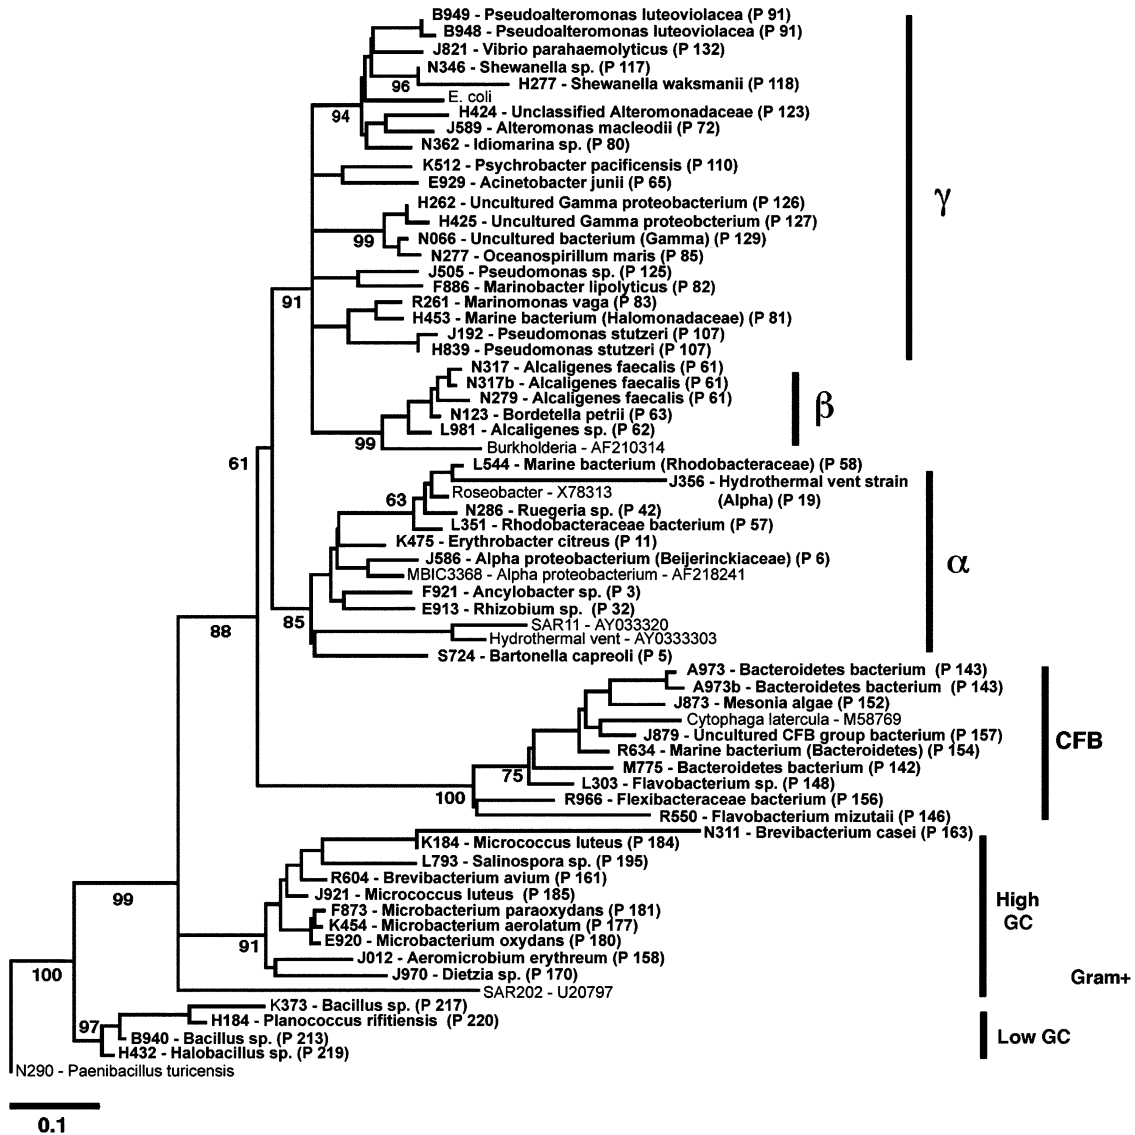 B949 - Pseudoalteromonas luteoviolacea (P 91)
B948 - Pseudoalteromonas luteoviolacea (P 91)
J821 - Vibrio parahaemolyticus (P 132)
N346 - Shewanella sp. (P 117)
96
H277 - Shewanella waksmanii (P 118)
E. coli
94
H424 - Unclassified Alteromonadaceae (P 123)
J589 - Alteromonas macleodii (P 72)
N362 - Idiomarina sp. (P 80)
K512 - Psychrobacter pacificensis (P 110)
E929 - Acinetobacter junii (P 65)
γ
H262 - Uncultured Gamma proteobacterium (P 126)
H425 - Uncultured Gamma proteobcterium (P 127)
99
N066 - Uncultured bacterium (Gamma) (P 129)
N277 - Oceanospirillum maris (P 85)
J505 - Pseudomonas sp. (P 125)
F886 - Marinobacter lipolyticus (P 82)
91
R261 - Marinomonas vaga (P 83)
H453 - Marine bacterium (Halomonadaceae) (P 81)
J192 - Pseudomonas stutzeri (P 107)
H839 - Pseudomonas stutzeri (P 107)
N317 - Alcaligenes faecalis (P 61)
N317b - Alcaligenes faecalis (P 61)
N279 - Alcaligenes faecalis (P 61)
β
N123 - Bordetella petrii (P 63)
L981 - Alcaligenes sp. (P 62)
99
Burkholderia - AF210314
61
L544 - Marine bacterium (Rhodobacteraceae) (P 58)
J356 - Hydrothermal vent strain
(Alpha) (P 19)
Roseobacter - X78313
63
N286 - Ruegeria sp. (P 42)
L351 - Rhodobacteraceae bacterium (P 57)
K475 - Erythrobacter citreus (P 11)
J586 - Alpha proteobacterium (Beijerinckiaceae) (P 6)
α
MBIC3368 - Alpha proteobacterium - AF218241
F921 - Ancylobacter sp. (P 3)
E913 - Rhizobium sp. (P 32)
85
SAR11 - AY033320
88
Hydrothermal vent - AY0333303
S724 - Bartonella capreoli (P 5)
A973 - Bacteroidetes bacterium (P 143)
A973b - Bacteroidetes bacterium (P 143)
J873 - Mesonia algae (P 152)
Cytophaga latercula - M58769
J879 - Uncultured CFB group bacterium (P 157)
CFB
R634 - Marine bacterium (Bacteroidetes) (P 154)
M775 - Bacteroidetes bacterium (P 142)
75
L303 - Flavobacterium sp. (P 148)
100
R966 - Flexibacteraceae bacterium (P 156)
R550 - Flavobacterium mizutaii (P 146)
N311 - Brevibacterium casei (P 163)
K184 - Micrococcus luteus (P 184)
L793 - Salinospora sp. (P 195)
R604 - Brevibacterium avium (P 161)
99
J921 - Micrococcus luteus (P 185)
High
GC
F873 - Microbacterium paraoxydans (P 181)
K454 - Microbacterium aerolatum (P 177)
E920 - Microbacterium oxydans (P 180)
91
J012 - Aeromicrobium erythreum (P 158)
100
J970 - Dietzia sp. (P 170)
Gram+
SAR202 - U20797
K373 - Bacillus sp. (P 217)
H184 - Planococcus rifitiensis (P 220)
97
B940 - Bacillus sp. (P 213)
Low GC
H432 - Halobacillus sp. (P 219)
N290 - Paenibacillus turicensis
0.1